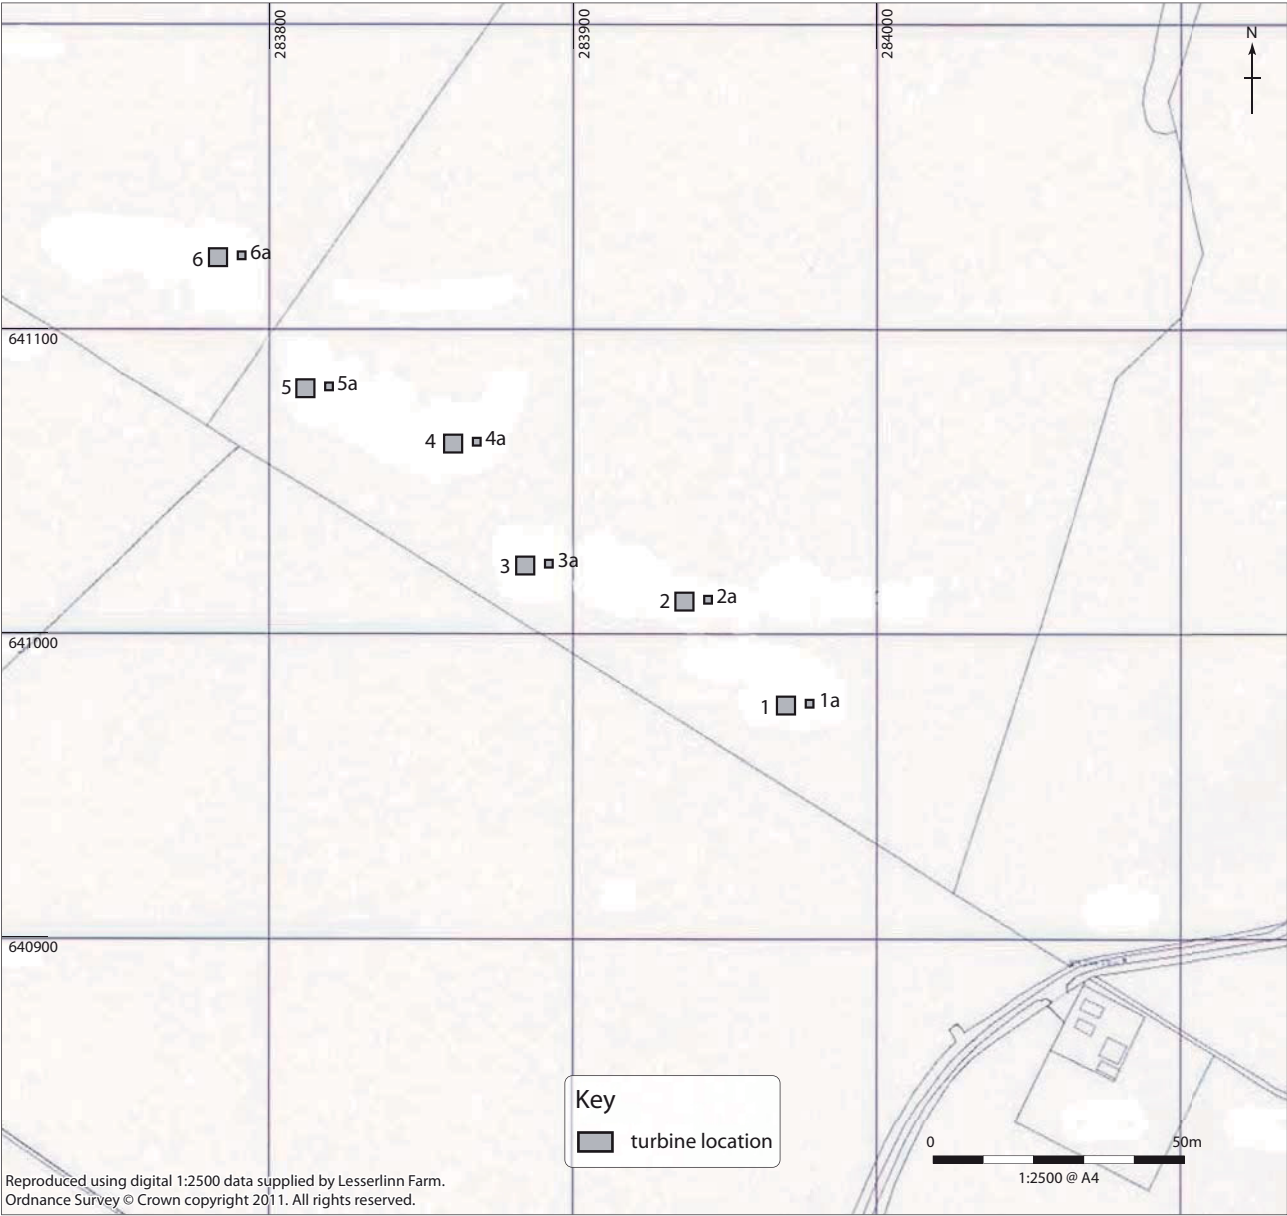 283800
283900
284000
N
6 6a
641100
5 5a
4 4a
3 3a
2 2a
641000
1 1a
640900
Key
turbine location
0 50m
1:2500 @ A4
Reproduced using digital 1:2500 data supplied by Lesserlinn Farm.
Ordnance Survey © Crown copyright 2011. All rights reserved.